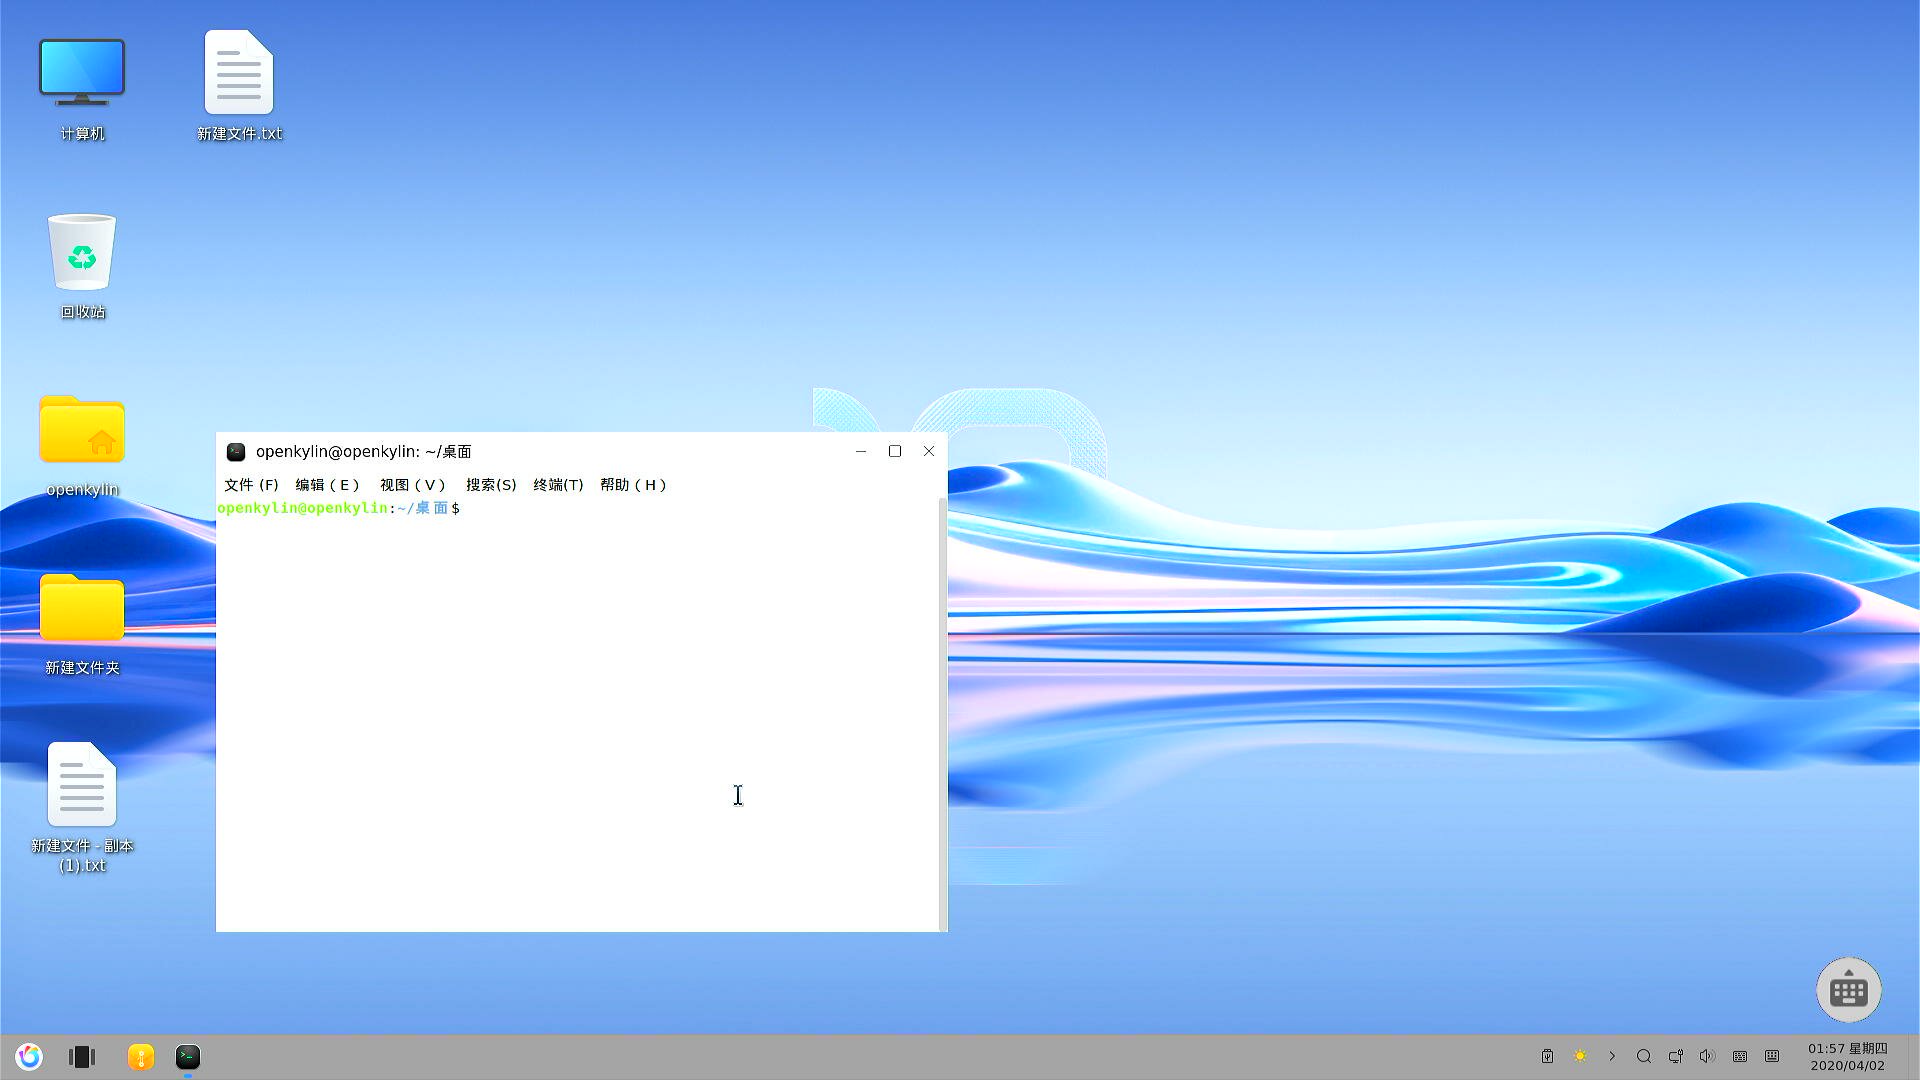 计算机
新建文件.txt
回收站
openkylin
新建文件夹
新建文件 - 副本
(1).txt
openkylin@openkylin: ~/桌面
文件 (F) 编辑 ( E ) 视图 ( V ) 搜索(S) 终端(T) 帮助 ( H )
openkylin@openkylin:~/桌面$
01:57 星期四
2020/04/02